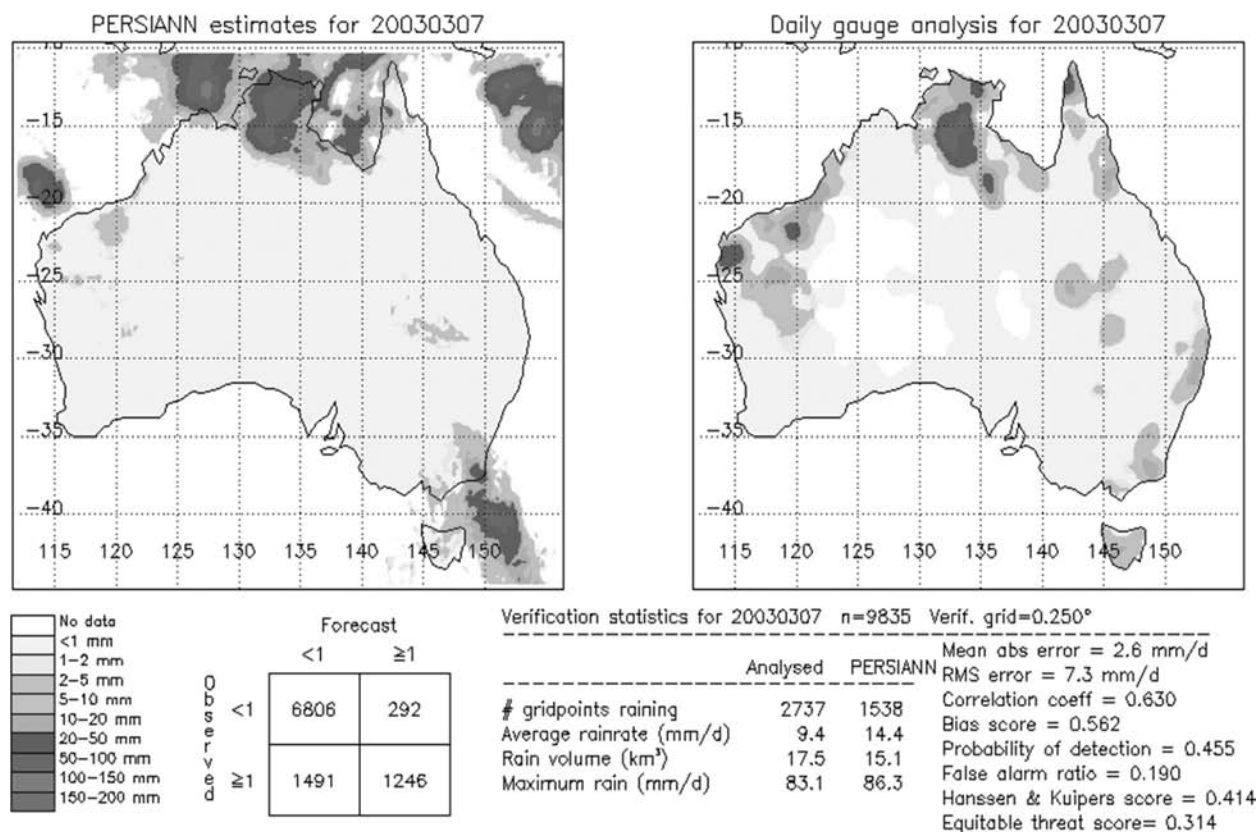 PERSIANN estimates for 20030307
-10
-15
-20
-25
-30
-35
-40
115 120 125 130 135 140 145 150
Daily gauge analysis for 20030307
-10
-15
-20
-25
-30
-35
-40
115 120 125 130 135 140 145 150
No data
<1 mm
1-2 mm
2-5 mm
5-10 mm
10-20 mm
20-50 mm
50-100 mm
100-150 mm
150-200 mm
Forecast
<1 ≧1
Observed
<1 6806 292
≧1 1491 1246
Verification statistics for 20030307 n=9835 Verif. grid=0.250°
Analysed PERSIANN
# gridpoints raining 2737 1538
Average rainrate (mm/d) 9.4 14.4
Rain volume (km³) 17.5 15.1
Maximum rain (mm/d) 83.1 86.3
Mean abs error = 2.6 mm/d
RMS error = 7.3 mm/d
Correlation coeff = 0.630
Bias score = 0.562
Probability of detection = 0.455
False alarm ratio = 0.190
Hanssen & Kuipers score = 0.414
Equitable threat score= 0.314